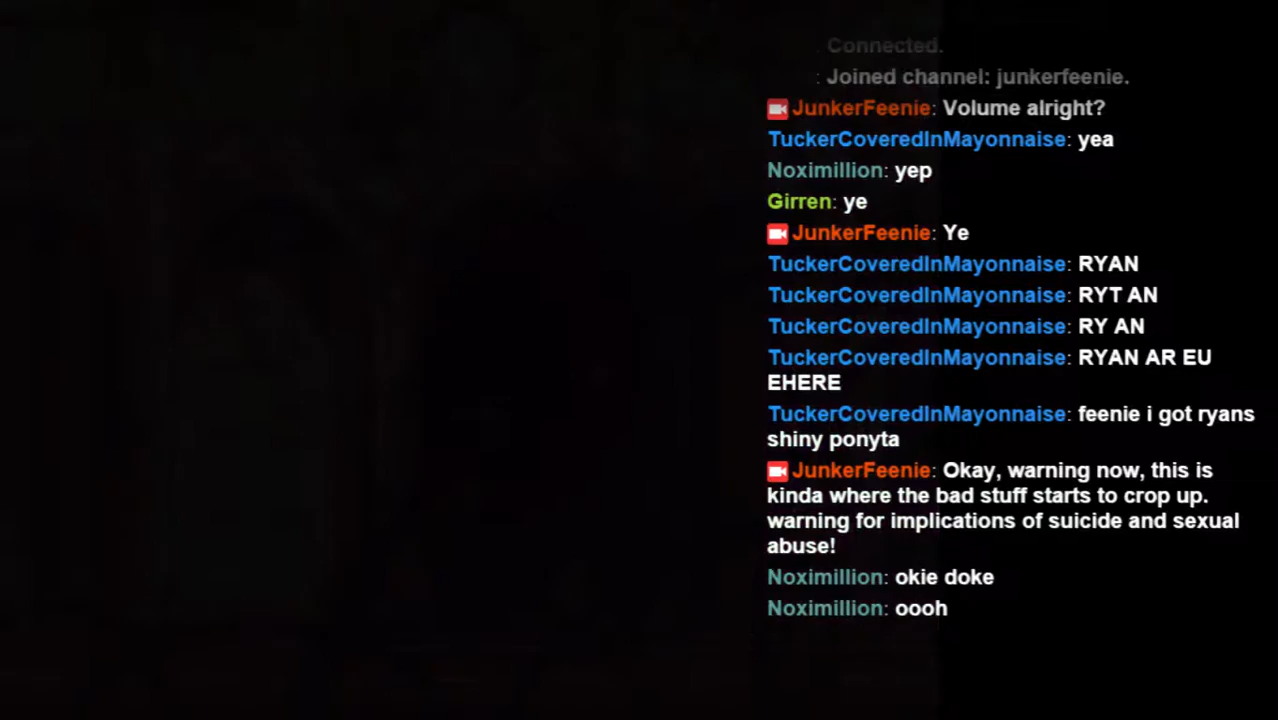 : Connected.
: Joined channel: junkerfeenie.
JunkerFeenie: Volume alright?
TuckerCoveredInMayonnaise: yea
Noximillion: yep
Girren: ye
JunkerFeenie: Ye
TuckerCoveredInMayonnaise: RYAN
TuckerCoveredInMayonnaise: RYT AN
TuckerCoveredInMayonnaise: RY AN
TuckerCoveredInMayonnaise: RYAN AR EU
EHERE
TuckerCoveredInMayonnaise: feenie i got ryans
shiny ponyta
JunkerFeenie: Okay, warning now, this is
kinda where the bad stuff starts to crop up.
warning for implications of suicide and sexual
abuse!
Noximillion: okie doke
Noximillion: oooh